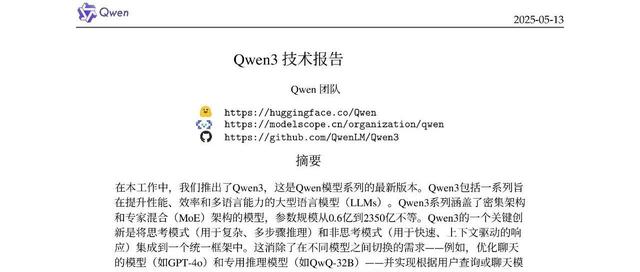 Qwen
2025-05-13
Qwen3 技术报告
Qwen 团队
https://huggingface.co/Qwen
https://modelscope.cn/organization/qwen
https://github.com/QwenLM/Qwen3
摘要
在本工作中，我们推出了Qwen3，这是Qwen模型系列的最新版本。Qwen3包括一系列旨
在提升性能、效率和多语言能力的大型语言模型（LLMs）。Qwen3系列涵盖了密集架构
和专家混合（MoE）架构的模型，参数规模从0.6亿到2350亿不等。Qwen3的一个关键创
新是将思考模式（用于复杂、多步骤推理）和非思考模式（用于快速、上下文驱动的响
应）集成到一个统一框架中。这消除了在不同模型之间切换的需求——例如，优化聊天
的模型（如GPT-4o）和专用推理模型（如QwQ-32B）——并实现根据用户查询或聊天模